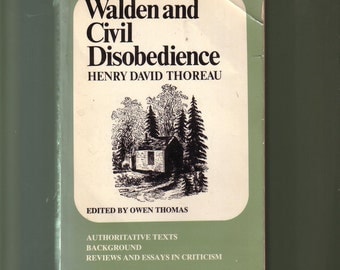 Walden and
Civil
Disobedience
HENRY DAVID THOREAU
EDITED BY OWEN THOMAS
AUTHORITATIVE TEXTS
BACKGROUND
REVIEWS AND ESSAYS IN CRITICISM